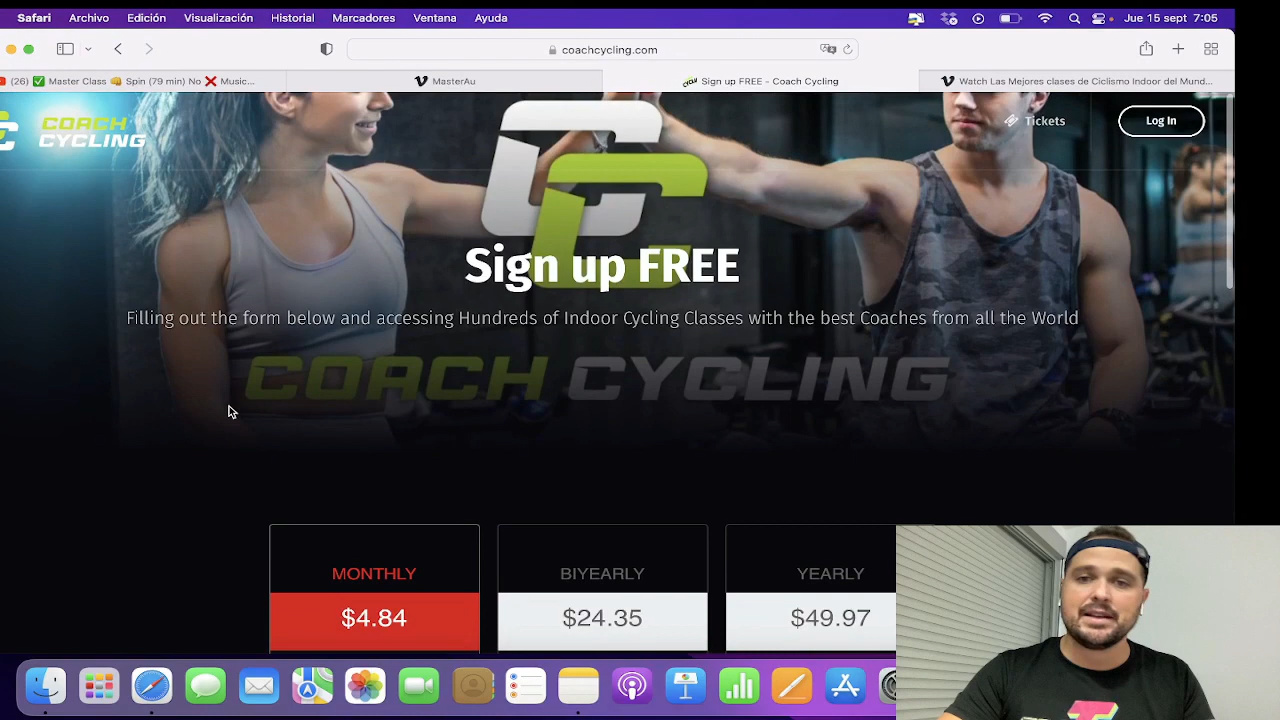 Safari Archivo Edición Visualización Historial Marcadores Ventana Ayuda Jue 15 sept 7:05
coachcycling.com
(26) ✅ Master Class 👊 Spin (79 min) No ❌ Music... MasterAu Sign up FREE - Coach Cycling Watch Las Mejores clases de Ciclismo Indoor del Mund...
COACH
CYCLING
Tickets
Log In
Sign up FREE
Filling out the form below and accessing Hundreds of Indoor Cycling Classes with the best Coaches from all the World
COACH CYCLING
MONTHLY BIYEARLY YEARLY
$4.84 $24.35 $49.97